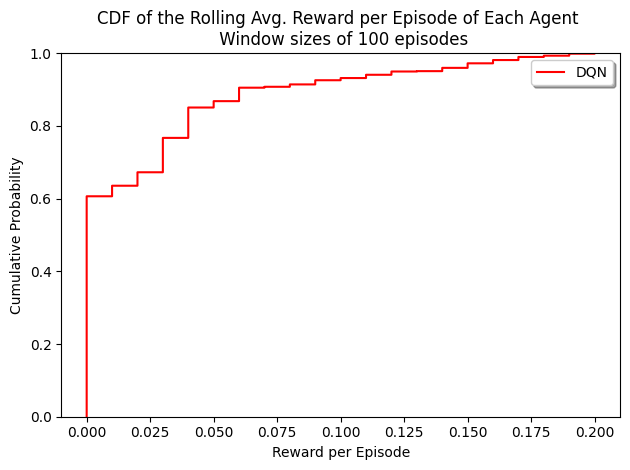 CDF of the Rolling Avg. Reward per Episode of Each Agent
Window sizes of 100 episodes
DQN
1.0
0.8
0.6
0.4
0.2
0.0
Cumulative Probability
0.000 0.025 0.050 0.075 0.100 0.125 0.150 0.175 0.200
Reward per Episode